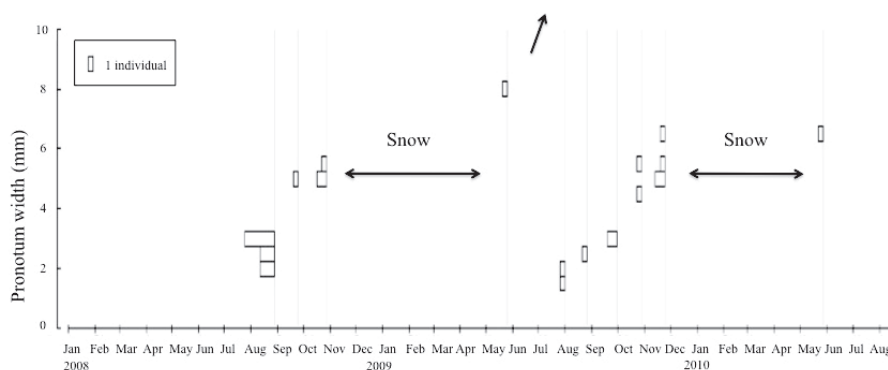 10
1 individual
8
Snow
Snow
6
4
2
0
Pronotum width (mm)
Jan Feb Mar Apr May Jun Jul Aug Sep Oct Nov Dec Jan Feb Mar Apr May Jun Jul Aug Sep Oct Nov Dec Jan Feb Mar Apr May Jun Jul Aug
2008 2009 2010